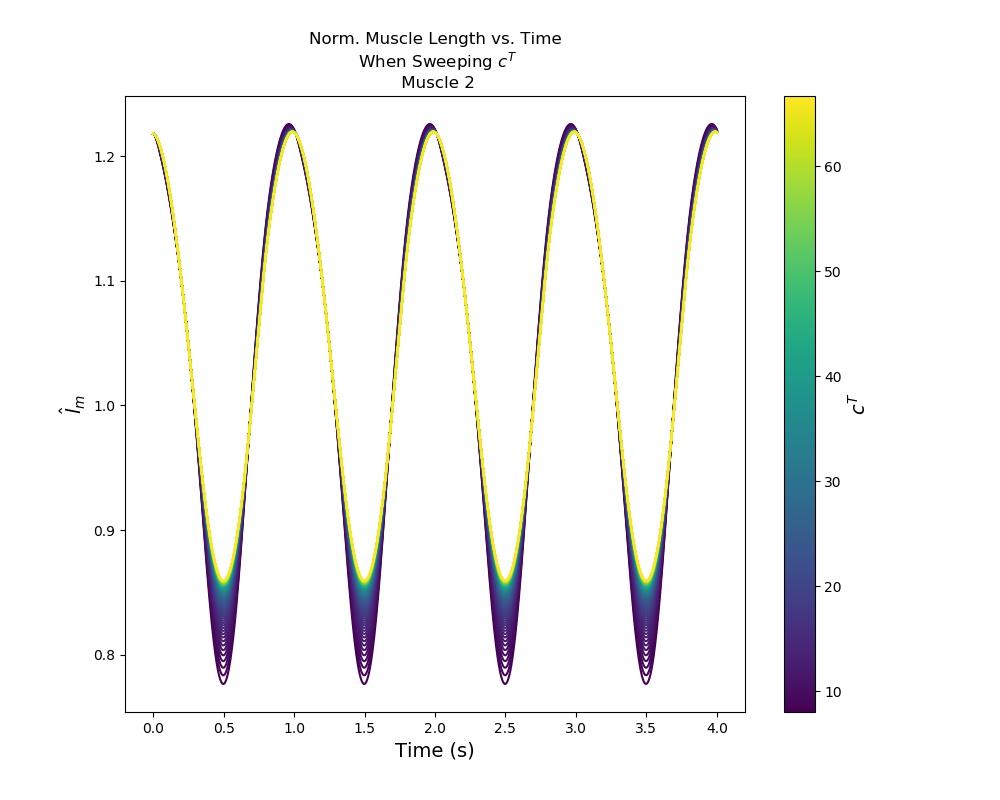 Norm. Muscle Length vs. Time
When Sweeping $c^T$
Muscle 2
1.2
1.1
1.0
0.9
0.8
$\hat{l}_m$
0.0 0.5 1.0 1.5 2.0 2.5 3.0 3.5 4.0
Time (s)
60
50
40
30
20
10
$c^T$